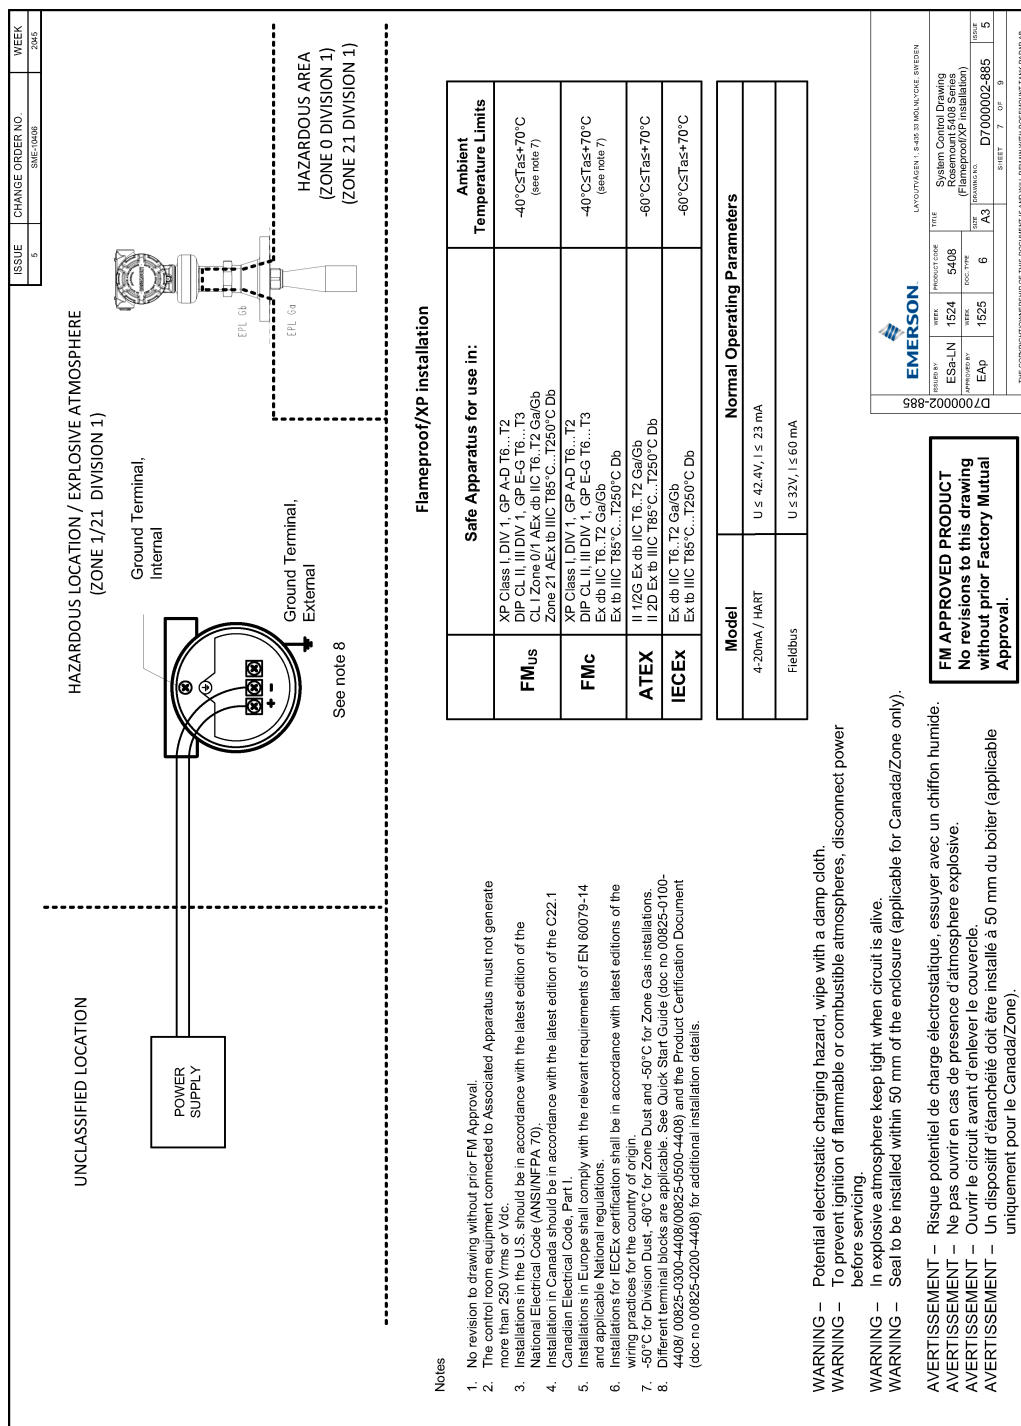 ISSUE CHANGE ORDER NO. WEEK
5 SME-10406 2045
UNCLASSIFIED LOCATION
HAZARDOUS LOCATION / EXPLOSIVE ATMOSPHERE
(ZONE 1/21 DIVISION 1)
HAZARDOUS AREA
(ZONE 0 DIVISION 1)
(ZONE 21 DIVISION 1)
POWER
SUPPLY
Ground Terminal,
Internal
Ground Terminal,
External
+ -
See note 8
EPL Gb
EPL Ga
Notes
1. No revision to drawing without prior FM Approval.
2. The control room equipment connected to Associated Apparatus must not generate
more than 250 Vrms or Vdc.
3. Installations in the U.S. should be in accordance with the latest edition of the
National Electrical Code (ANSI/NFPA 70).
4. Installation in Canada should be in accordance with the latest edition of the C22.1
Canadian Electrical Code, Part I.
5. Installations in Europe shall comply with the relevant requirements of EN 60079-14
and applicable National regulations.
6. Installations for IECEx certification shall be in accordance with latest editions of the
wiring practices for the country of origin.
7. -50°C for Division Dust, -60°C for Zone Dust and -50°C for Zone Gas installations.
8. Different terminal blocks are applicable. See Quick Start Guide (doc no 00825-0100-
4408/ 00825-0300-4408/00825-0500-4408) and the Product Certification Document
(doc no 00825-0200-4408) for additional installation details.
Flameproof/XP installation
Safe Apparatus for use in: Ambient
Temperature Limits
FMUS XP Class I, DIV 1, GP A-D T6...T2
DIP CL II, III DIV 1, GP E-G T6...T3
CL I Zone 0/1 AEx db IIC T6..T2 Ga/Gb
Zone 21 AEx tb IIIC T85°C...T250°C Db
-40°C≤Ta≤+70°C
(see note 7)
FMc XP Class I, DIV 1, GP A-D T6...T2
DIP CL II, III DIV 1, GP E-G T6...T3
Ex db IIC T6..T2 Ga/Gb
Ex tb IIIC T85°C...T250°C Db
-40°C≤Ta≤+70°C
(see note 7)
ATEX II 1/2G Ex db IIC T6..T2 Ga/Gb
II 2D Ex tb IIIC T85°C...T250°C Db
-60°C≤Ta≤+70°C
IECEx Ex db IIC T6..T2 Ga/Gb
Ex tb IIIC T85°C...T250°C Db
-60°C≤Ta≤+70°C
Model Normal Operating Parameters
4-20mA / HART U ≤ 42.4V, I ≤ 23 mA
Fieldbus U ≤ 32V, I ≤ 60 mA
WARNING – Potential electrostatic charging hazard, wipe with a damp cloth.
WARNING – To prevent ignition of flammable or combustible atmospheres, disconnect power
before servicing.
WARNING – In explosive atmosphere keep tight when circuit is alive.
WARNING – Seal to be installed within 50 mm of the enclosure (applicable for Canada/Zone only).
AVERTISSEMENT – Risque potentiel de charge électrostatique, essuyer avec un chiffon humide.
AVERTISSEMENT – Ne pas ouvrir en cas de presence d'atmosphere explosive.
AVERTISSEMENT – Ouvrir le circuit avant d'enlever le couvercle.
AVERTISSEMENT – Un dispositif d'étanchéité doit être installé à 50 mm du boiter (applicable
uniquement pour le Canada/Zone).
FM APPROVED PRODUCT
No revisions to this drawing
without prior Factory Mutual
Approval.
D7000002-885
EMERSON
LAYOUTVÄGEN 1, S-435 33 MÖLNLYCKE, SWEDEN
ISSUED BY WEEK PRODUCT CODE TITLE
ESa-LN 1524 5408 System Control Drawing
Rosemount 5408 Series
(Flameproof/XP installation)
APPROVED BY WEEK DOC. TYPE SIZE DRAWING NO. ISSUE
EAp 1525 6 A3 D7000002-885 5
SHEET 7 OF 9